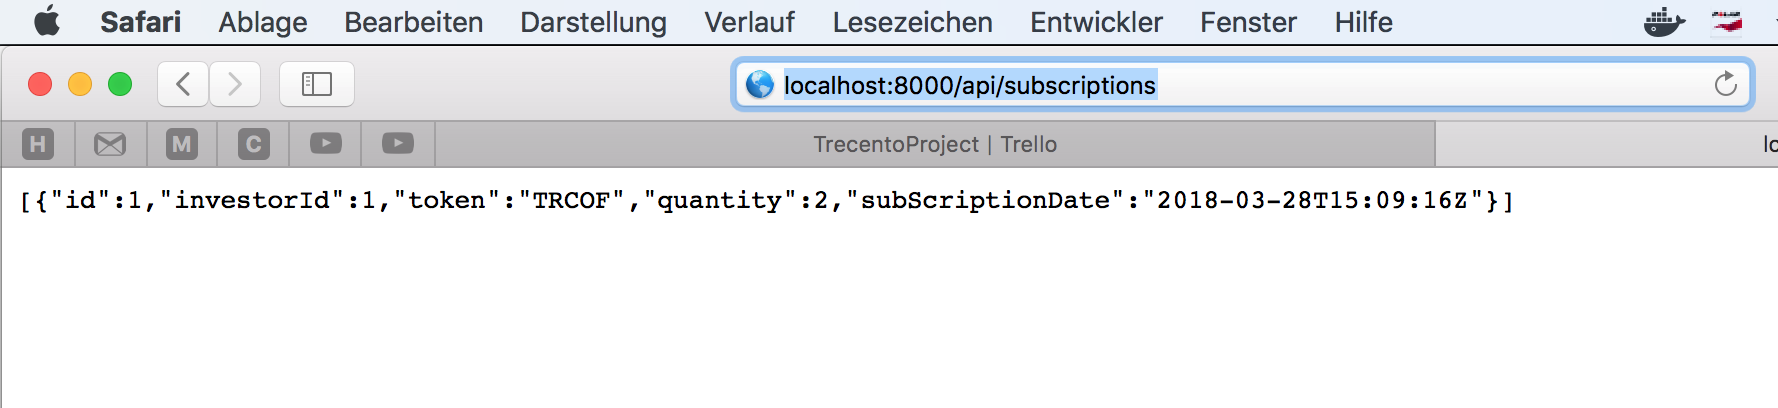 Safari Ablage Bearbeiten Darstellung Verlauf Lesezeichen Entwickler Fenster Hilfe
localhost:8000/api/subscriptions
H M C TrecentoProject | Trello lo
[{"id":1,"investorId":1,"token":"TRCOF","quantity":2,"subScriptionDate":"2018-03-28T15:09:16Z"}]